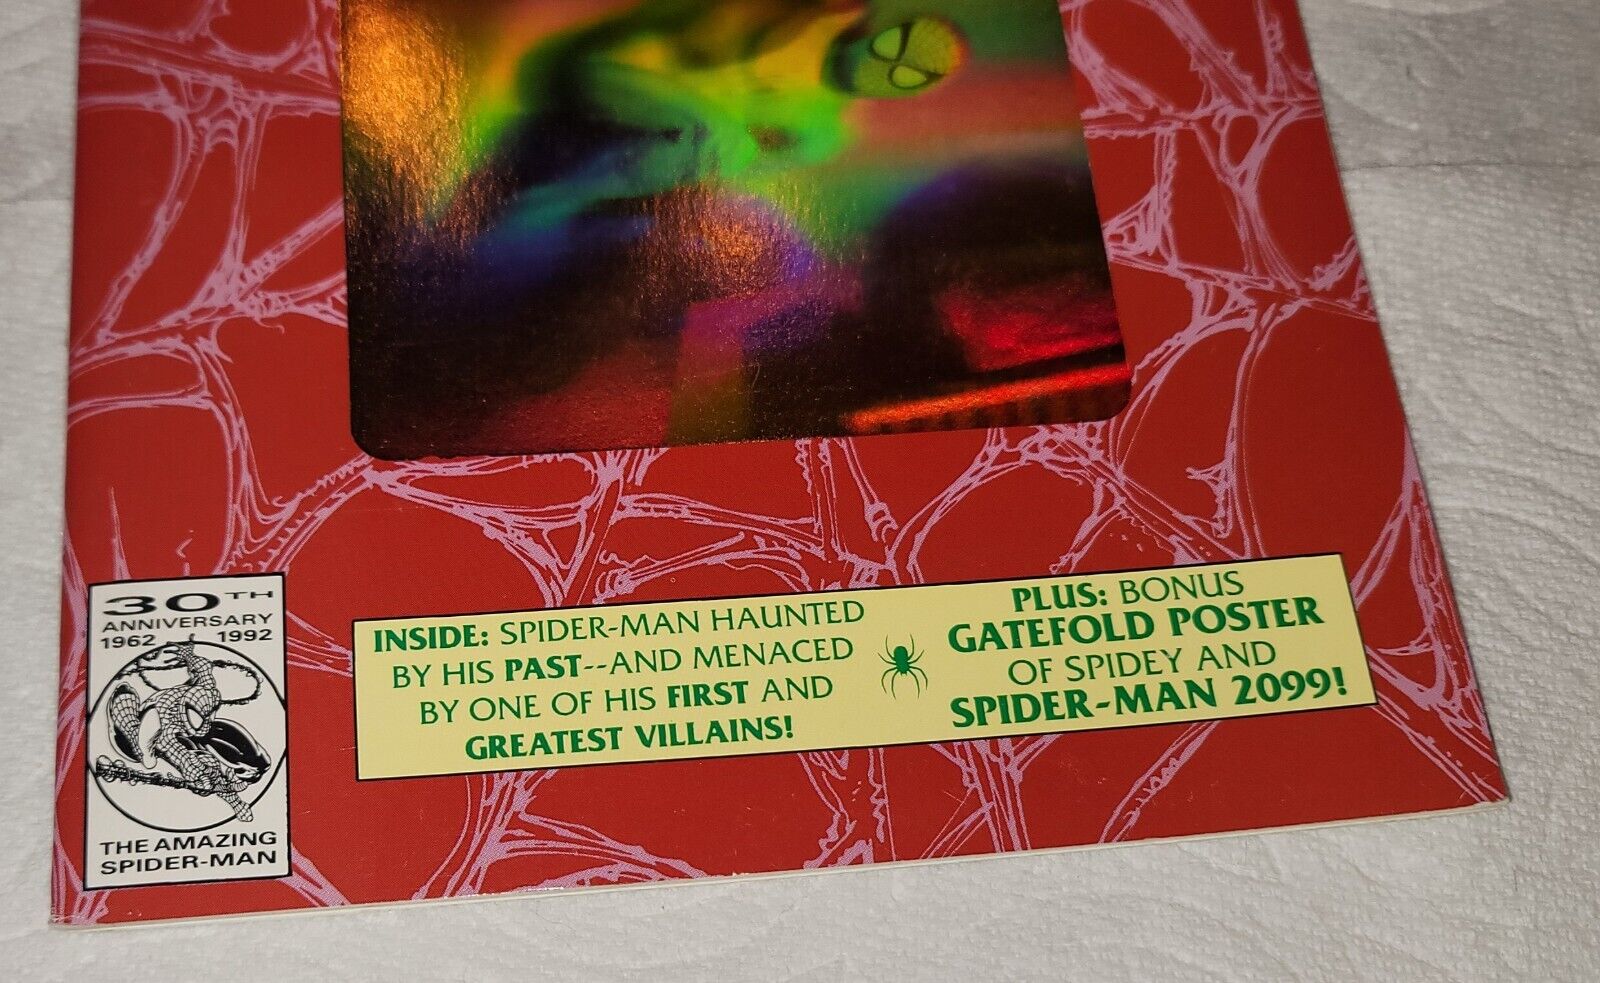 30TH
ANNIVERSARY
1962 1992
THE AMAZING
SPIDER-MAN
INSIDE: SPIDER-MAN HAUNTED
BY HIS PAST--AND MENACED
BY ONE OF HIS FIRST AND
GREATEST VILLAINS!
PLUS: BONUS
GATEFOLD POSTER
OF SPIDEY AND
SPIDER-MAN 2099!